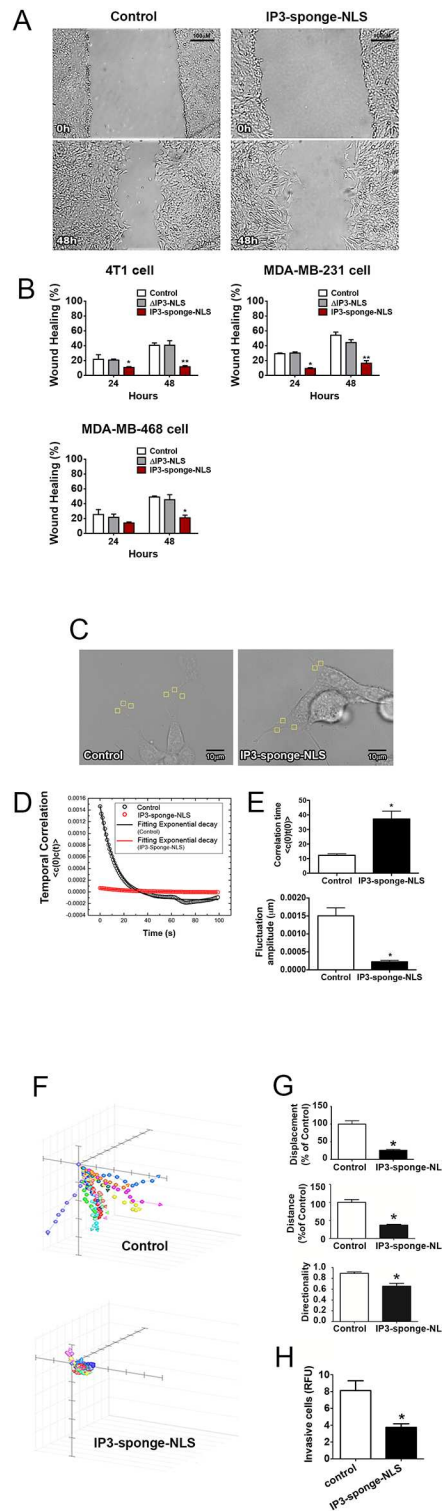 A
Control
IP3-sponge-NLS
100µM
100µM
0h
0h
48h
48h
B
4T1 cell
Wound Healing (%)
100
80
60
40
20
0
Control
ΔIP3-NLS
IP3-sponge-NLS
*
**
24
48
Hours
MDA-MB-231 cell
Wound Healing (%)
100
80
60
40
20
0
Control
ΔIP3-NLS
IP3-sponge-NLS
*
**
24
48
Hours
MDA-MB-468 cell
Wound Healing (%)
100
80
60
40
20
0
Control
ΔIP3-NLS
IP3-sponge-NLS
*
24
48
Hours
C
Control
10µm
IP3-sponge-NLS
10µm
D
Temporal Correlation
<c(0)c(t)>
0.0016
0.0014
0.0012
0.0010
0.0008
0.0006
0.0004
0.0002
0.0000
-0.0002
-0.0004
Control
IP3-sponge-NLS
Fitting Exponential decay
(Control)
Fitting Exponential decay
(IP3-Sponge-NLS)
0
20
40
60
80
100
Time (s)
E
Correlation time
<c(0)t(0)>
60
40
20
0
*
Control
IP3-sponge-NLS
Fluctuation
amplitude (µm)
0.0020
0.0015
0.0010
0.0005
0.0000
*
Control
IP3-sponge-NLS
F
Control
IP3-sponge-NLS
G
Displacement
(% of Control)
150
100
50
0
*
Control
IP3-sponge-NL
Distance
(%of Control)
150
100
50
0
*
Control
IP3-sponge-NL
Directionality
1.0
0.8
0.6
0.4
0.2
0.0
*
Control
IP3-sponge-NL
H
Invasive cells (RFU)
10
8
6
4
2
0
*
control
IP3-sponge-NLS